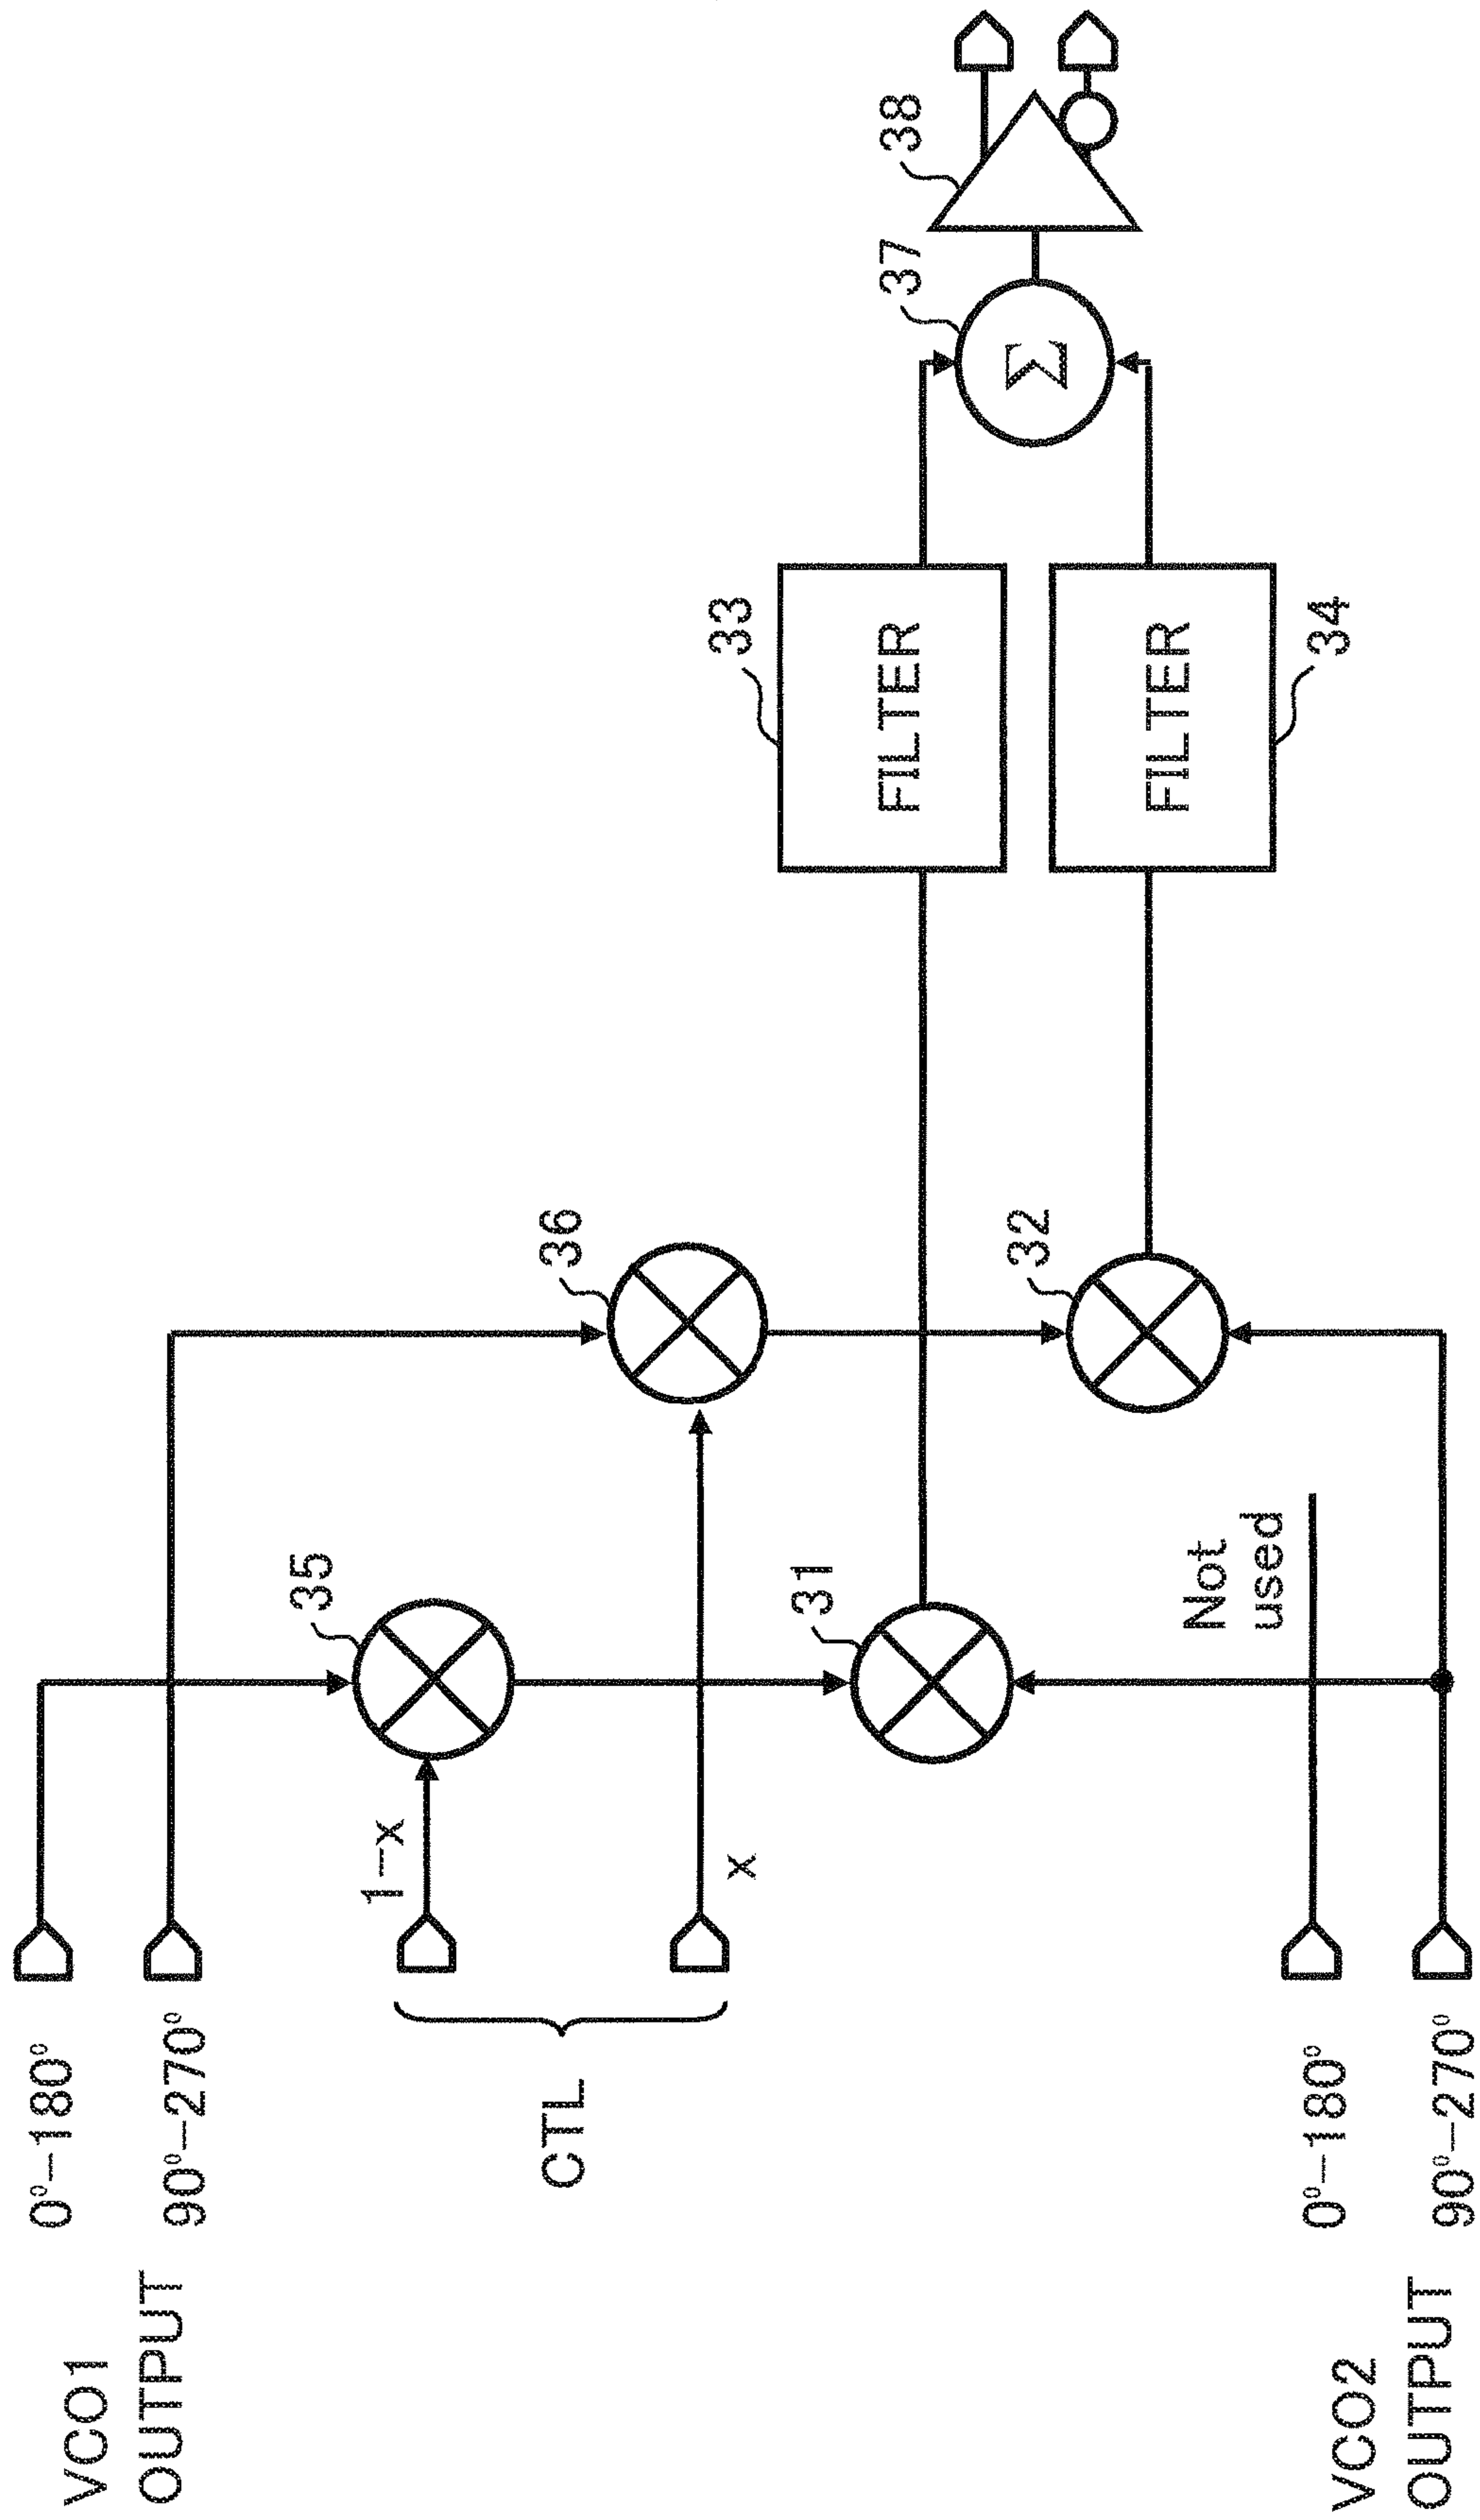 VCO1
OUTPUT
0°–180°
90°–270°
CTL
1–x
x
35
36
31
32
33
FILTER
FILTER
34
37
Σ
38
Not
used
VCO2
OUTPUT
0°–180°
90°–270°